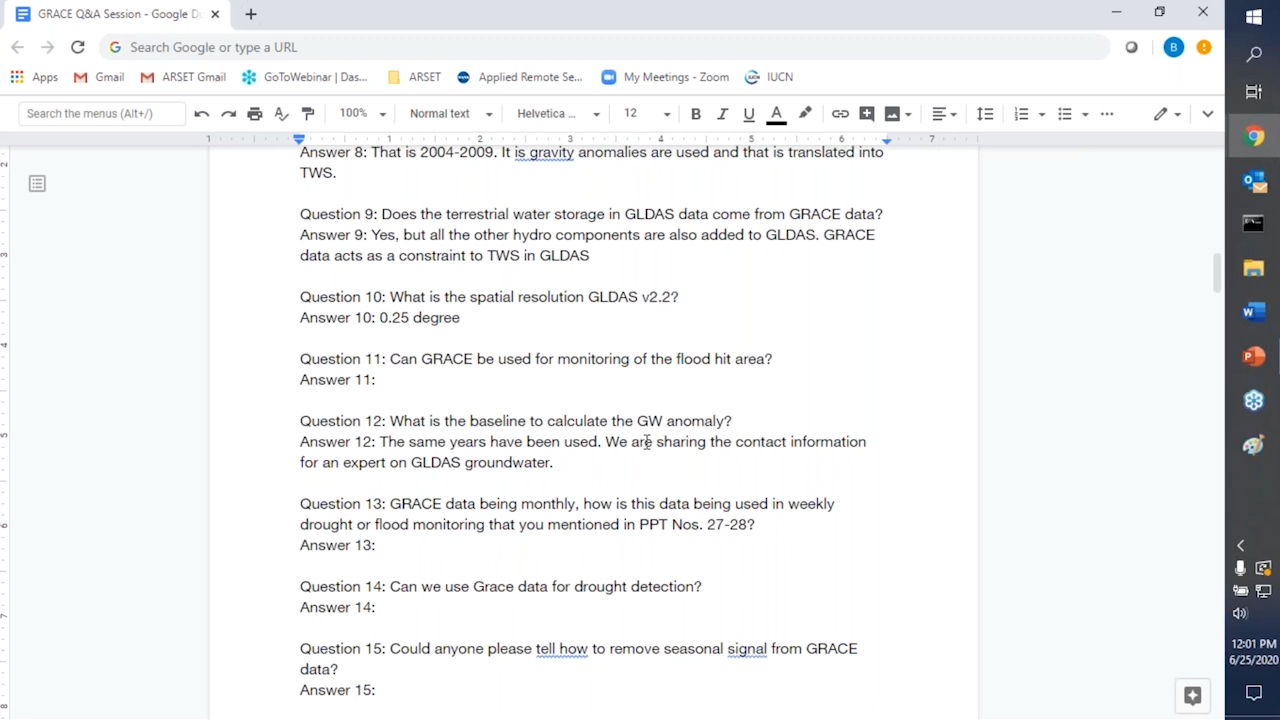 GRACE Q&A Session - Google Do
Search Google or type a URL
B
Apps
Gmail
ARSET Gmail
GoToWebinar | Das...
ARSET
Applied Remote Se...
My Meetings - Zoom
IUCN
Search the menus (Alt+/)
100%
Normal text
Helvetica ...
12
B I U A
1 1 2 3 4 5 6 7
Answer 8: That is 2004-2009. It is gravity anomalies are used and that is translated into
TWS.
Question 9: Does the terrestrial water storage in GLDAS data come from GRACE data?
Answer 9: Yes, but all the other hydro components are also added to GLDAS. GRACE
data acts as a constraint to TWS in GLDAS
Question 10: What is the spatial resolution GLDAS v2.2?
Answer 10: 0.25 degree
Question 11: Can GRACE be used for monitoring of the flood hit area?
Answer 11:
Question 12: What is the baseline to calculate the GW anomaly?
Answer 12: The same years have been used. We are sharing the contact information
for an expert on GLDAS groundwater.
Question 13: GRACE data being monthly, how is this data being used in weekly
drought or flood monitoring that you mentioned in PPT Nos. 27-28?
Answer 13:
Question 14: Can we use Grace data for drought detection?
Answer 14:
Question 15: Could anyone please tell how to remove seasonal signal from GRACE
data?
Answer 15:
12:01 PM
6/25/2020